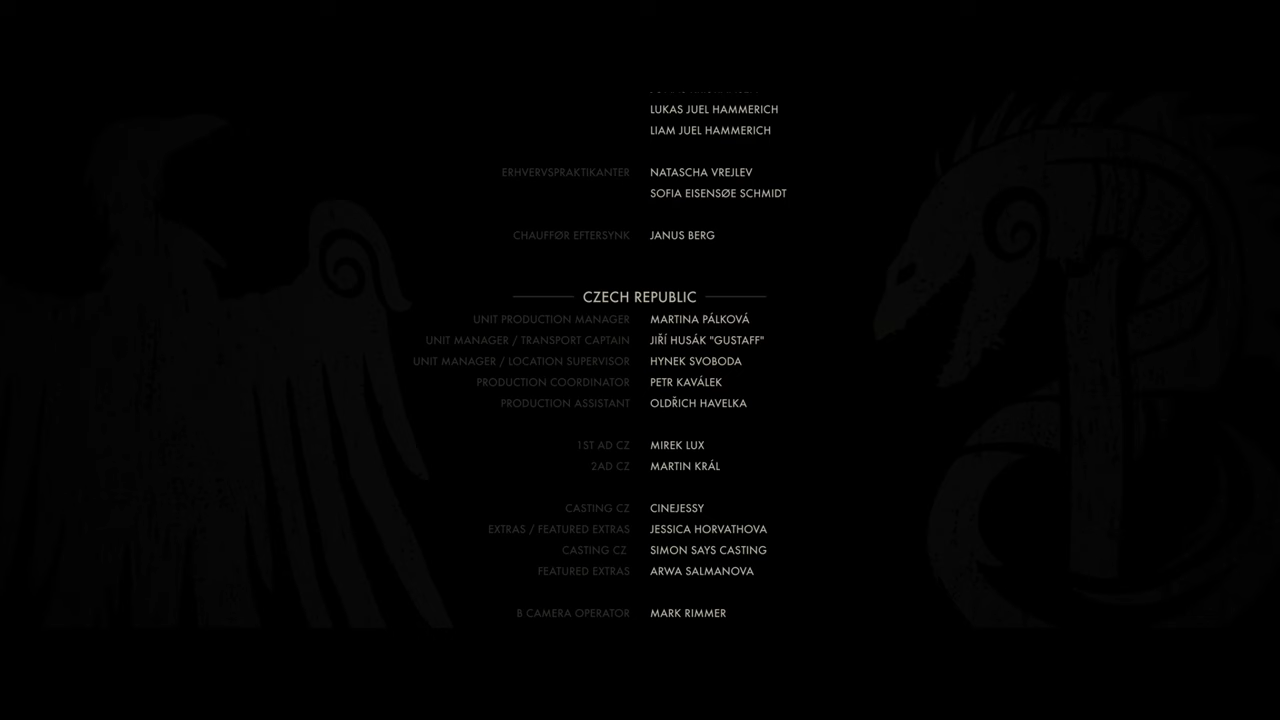 LUKAS JUEL HAMMERICH
LIAM JUEL HAMMERICH
ERHVERVSPRAKTIKANTER NATASCHA VREJLEV
SOFIA EISENSØE SCHMIDT
CHAUFFØR EFTERSYNK JANUS BERG
CZECH REPUBLIC
UNIT PRODUCTION MANAGER MARTINA PÁLKOVÁ
UNIT MANAGER / TRANSPORT CAPTAIN JIŘÍ HUSÁK "GUSTAFF"
UNIT MANAGER / LOCATION SUPERVISOR HYNEK SVOBODA
PRODUCTION COORDINATOR PETR KAVÁLEK
PRODUCTION ASSISTANT OLDŘICH HAVELKA
1ST AD CZ MIREK LUX
2AD CZ MARTIN KRÁL
CASTING CZ CINEJESSY
EXTRAS / FEATURED EXTRAS JESSICA HORVATHOVA
CASTING CZ SIMON SAYS CASTING
FEATURED EXTRAS ARWA SALMANOVA
B CAMERA OPERATOR MARK RIMMER